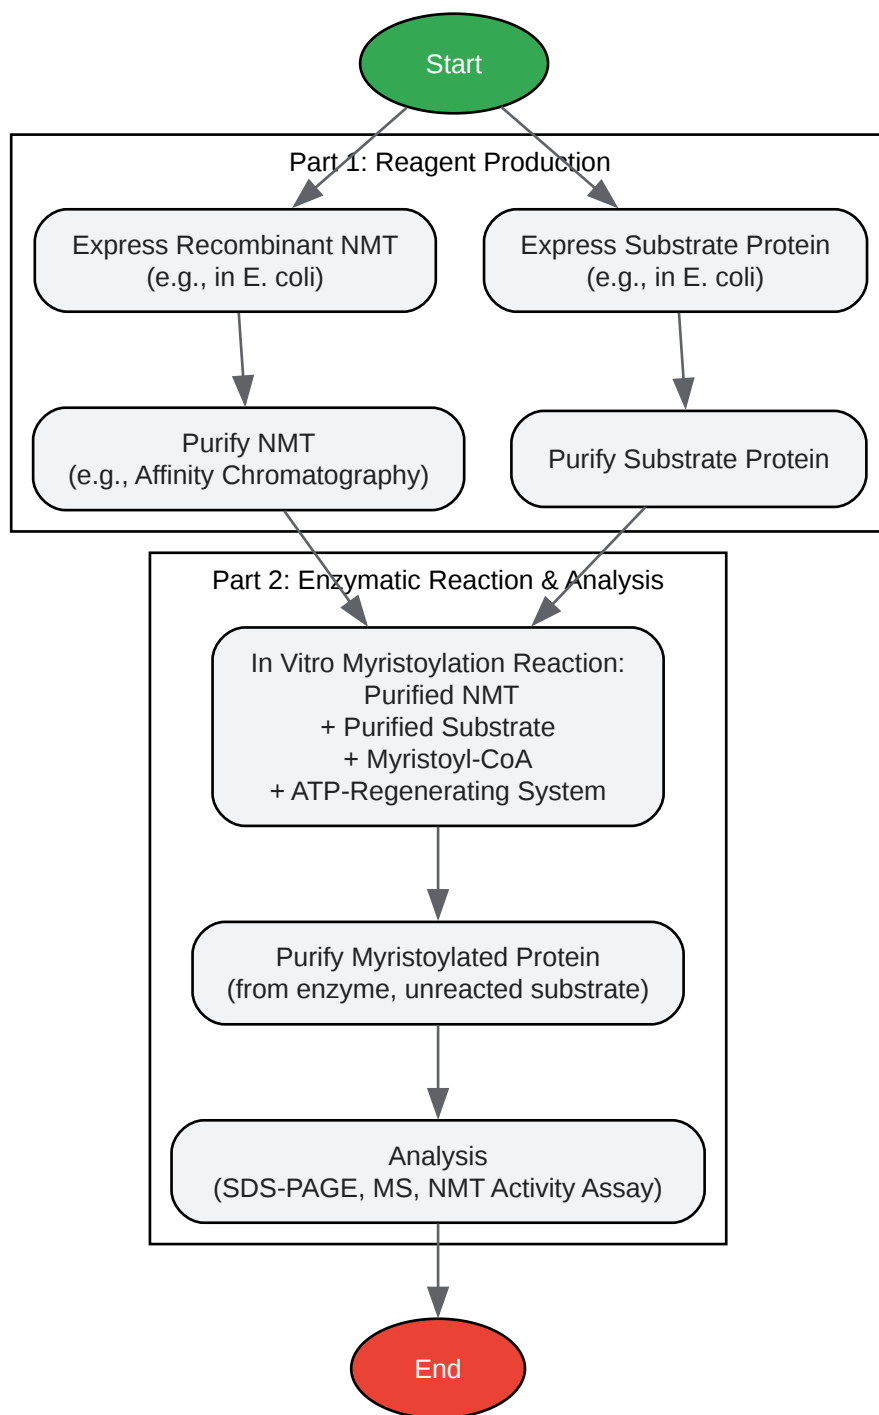 Start
Part 1: Reagent Production
Express Recombinant NMT
(e.g., in E. coli)
Express Substrate Protein
(e.g., in E. coli)
Purify NMT
(e.g., Affinity Chromatography)
Purify Substrate Protein
Part 2: Enzymatic Reaction & Analysis
In Vitro Myristoylation Reaction:
Purified NMT
+ Purified Substrate
+ Myristoyl-CoA
+ ATP-Regenerating System
Purify Myristoylated Protein
(from enzyme, unreacted substrate)
Analysis
(SDS-PAGE, MS, NMT Activity Assay)
End